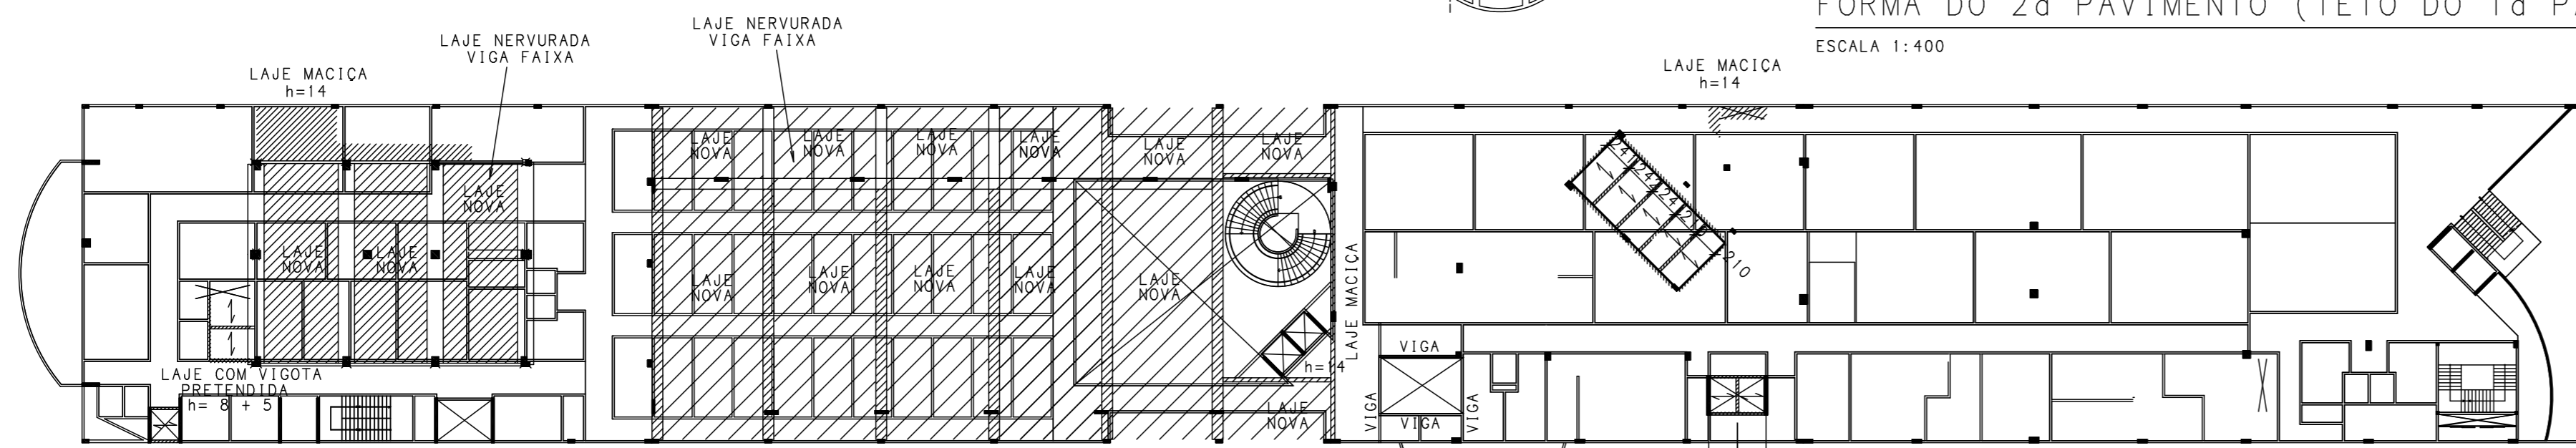 FORMA DO 2d PAVIMENTO (TETO DO 1d P
ESCALA 1:400
LAJE NERVURADA
VIGA FAIXA
LAJE NERVURADA
VIGA FAIXA
LAJE MACIÇA
h=14
LAJE MACIÇA
h=14
LAJE
NOVA
LAJE
NOVA
LAJE
NOVA
LAJE
NOVA
LAJE
NOVA
LAJE
NOVA
LAJE
NOVA
LAJE
NOVA
LAJE
NOVA
LAJE
NOVA
LAJE
NOVA
LAJE
NOVA
LAJE
NOVA
LAJE
NOVA
LAJE MACIÇA
h=14
210
LAJE COM VIGOTA
PRETENDIDA
h= 8 + 5
LAJE
NOVA
VIGA
VIGA
VIGA
VIGA